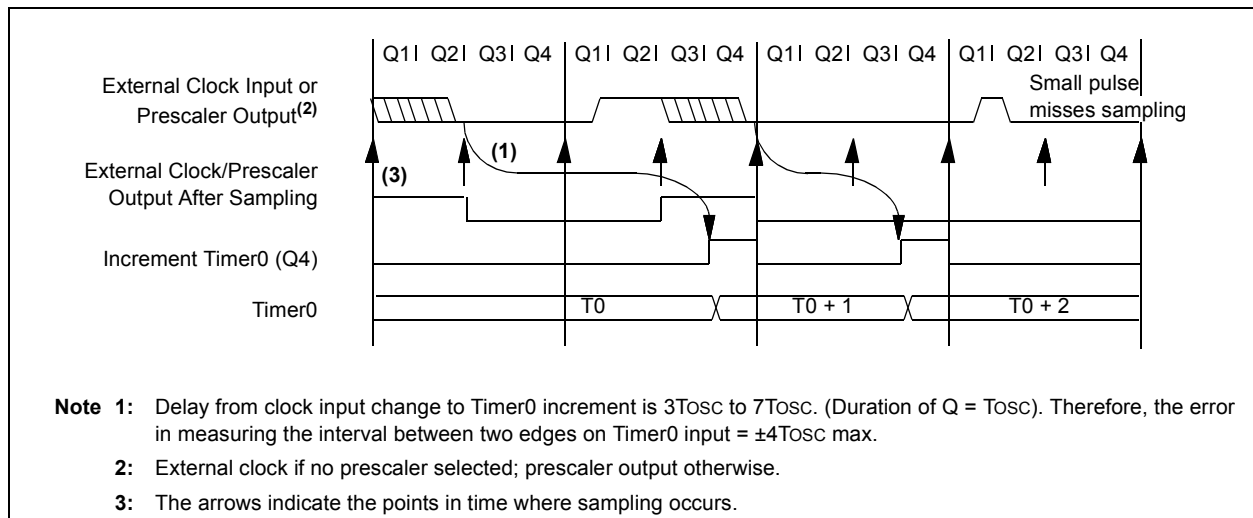 Q1| Q2| Q3| Q4 Q1| Q2| Q3| Q4 Q1| Q2| Q3| Q4 Q1| Q2| Q3| Q4
External Clock Input or
Prescaler Output(2)
Small pulse
misses sampling
(1)
External Clock/Prescaler
Output After Sampling
(3)
Increment Timer0 (Q4)
Timer0
T0 T0 + 1 T0 + 2
Note 1: Delay from clock input change to Timer0 increment is 3TOSC to 7TOSC. (Duration of Q = TOSC). Therefore, the error
in measuring the interval between two edges on Timer0 input = ±4TOSC max.
2: External clock if no prescaler selected; prescaler output otherwise.
3: The arrows indicate the points in time where sampling occurs.